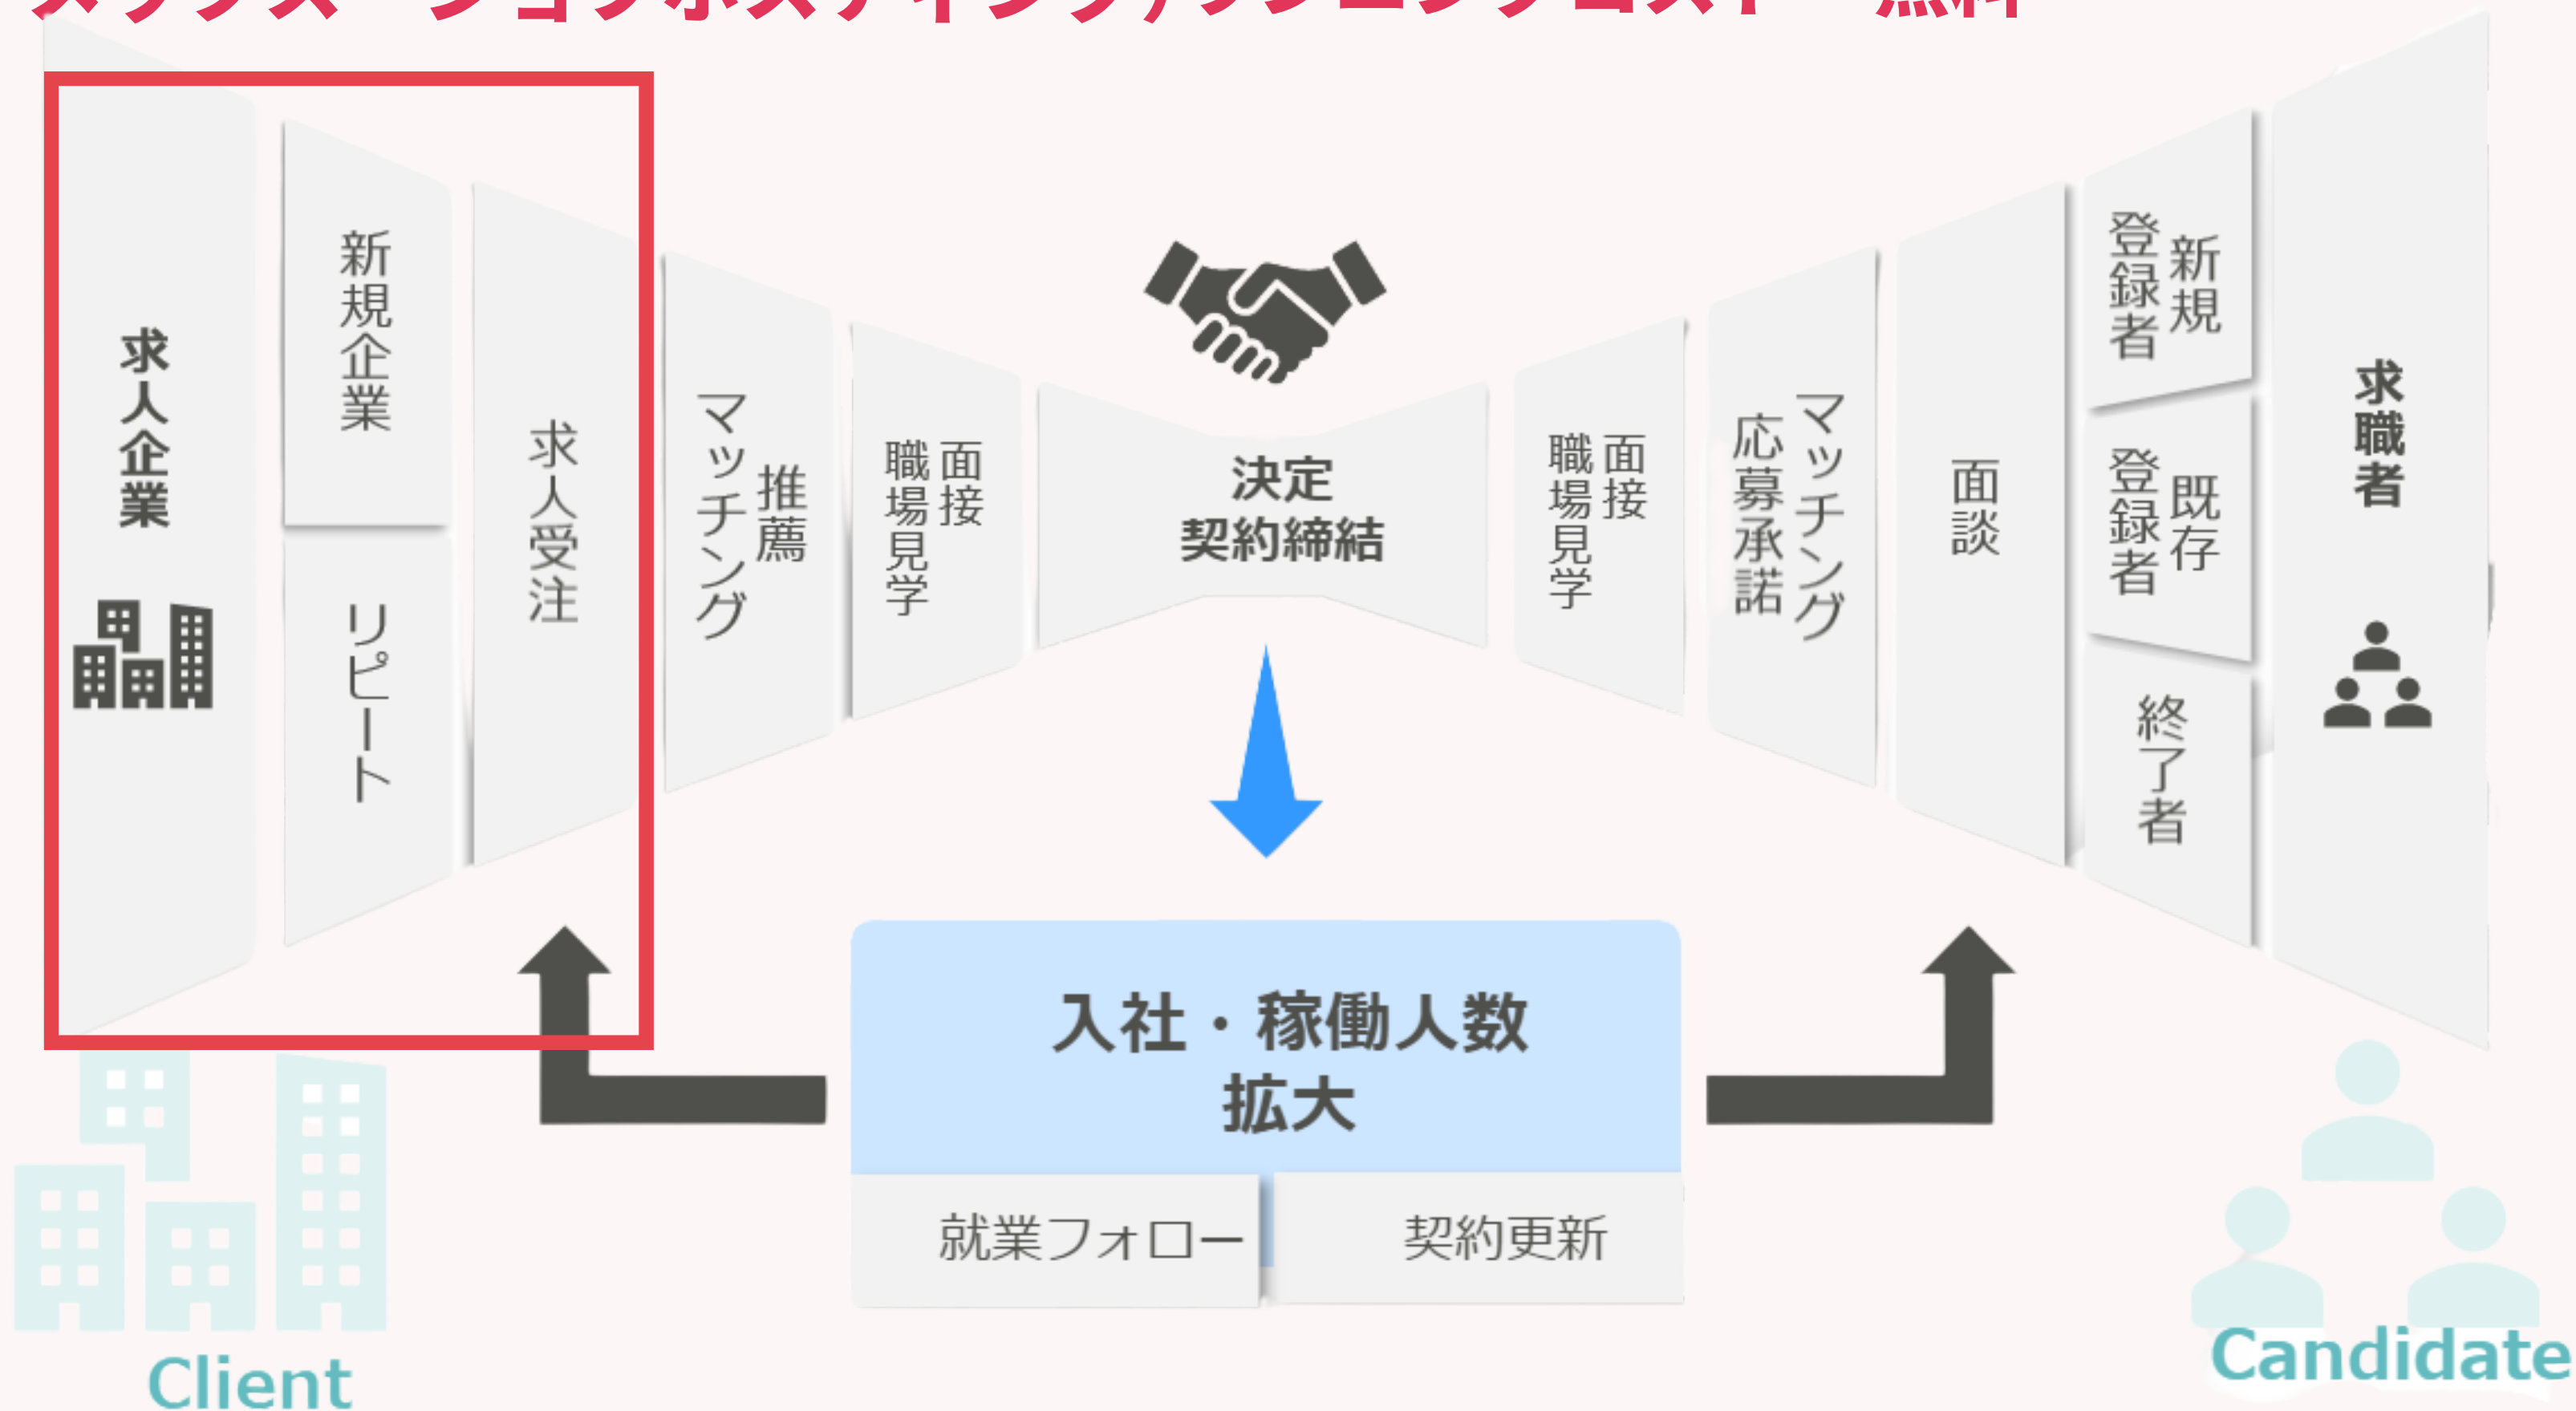 求人企業
新規企業
リピート
求人受注
推薦
マッチング
面接
職場見学
決定
契約締結
面接
職場見学
マッチング
応募承諾
面談
新規
登録者
既存
登録者
終了者
求職者
入社・稼働人数
拡大
就業フォロー
契約更新
Client
Candidate